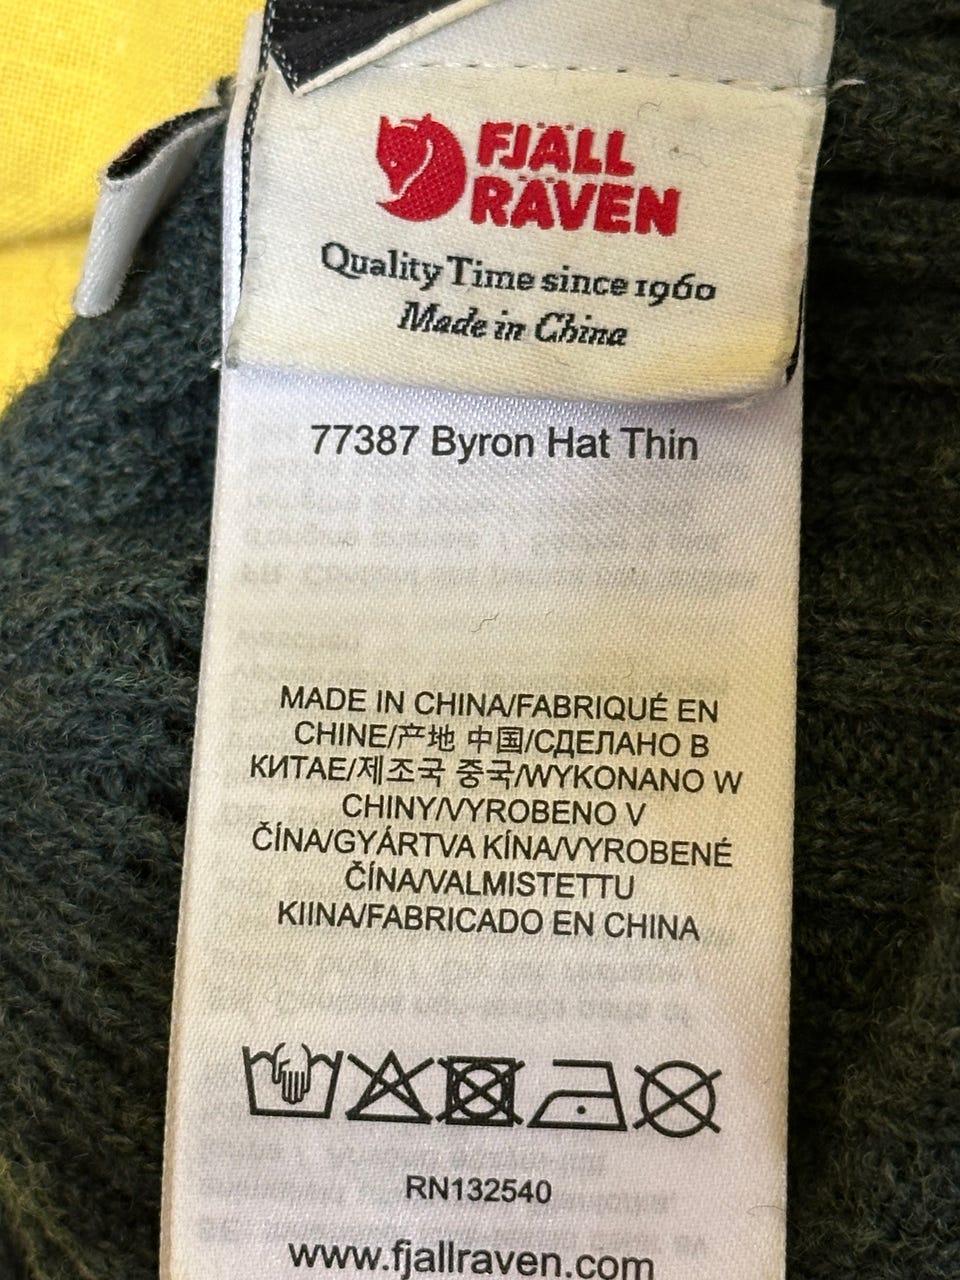 FJÄLL
RÄVEN
Quality Time since 1960
Made in China
77387 Byron Hat Thin
MADE IN CHINA/FABRIQUÉ EN
CHINE/产地 中国/СДЕЛАНО В
КИТАЕ/제조국 중국/WYKONANO W
CHINY/VYROBENO V
ČÍNA/GYÁRTVA KÍNA/VYROBENÉ
ČÍNA/VALMISTETTU
KIINA/FABRICADO EN CHINA
RN132540
www.fjallraven.com